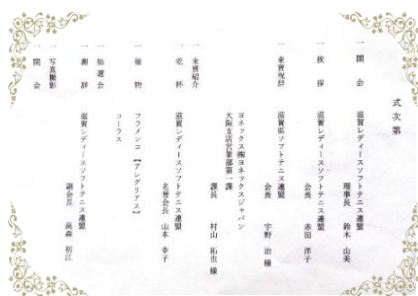 式次第
一 開会 滋賀レディースソフトテニス連盟
理事長 鈴木 由美
一 挨拶 滋賀レディースソフトテニス連盟
会長 赤田 洋子
一 来賓祝辞 滋賀県ソフトテニス連盟
会長 宇野 治 様
ヨネックス㈱ヨネックスジャパン
大阪支店営業部第一課
課長 村山 拓也 様
一 来賓紹介
一 乾杯 滋賀レディースソフトテニス連盟
名誉会長 山本 幸子
一 催物 フラメンコ 【アレグリアス】
コーラス
一 抽選会
一 謝辞 滋賀レディースソフトテニス連盟
副会長 高森 初江
一 写真撮影
一 閉会